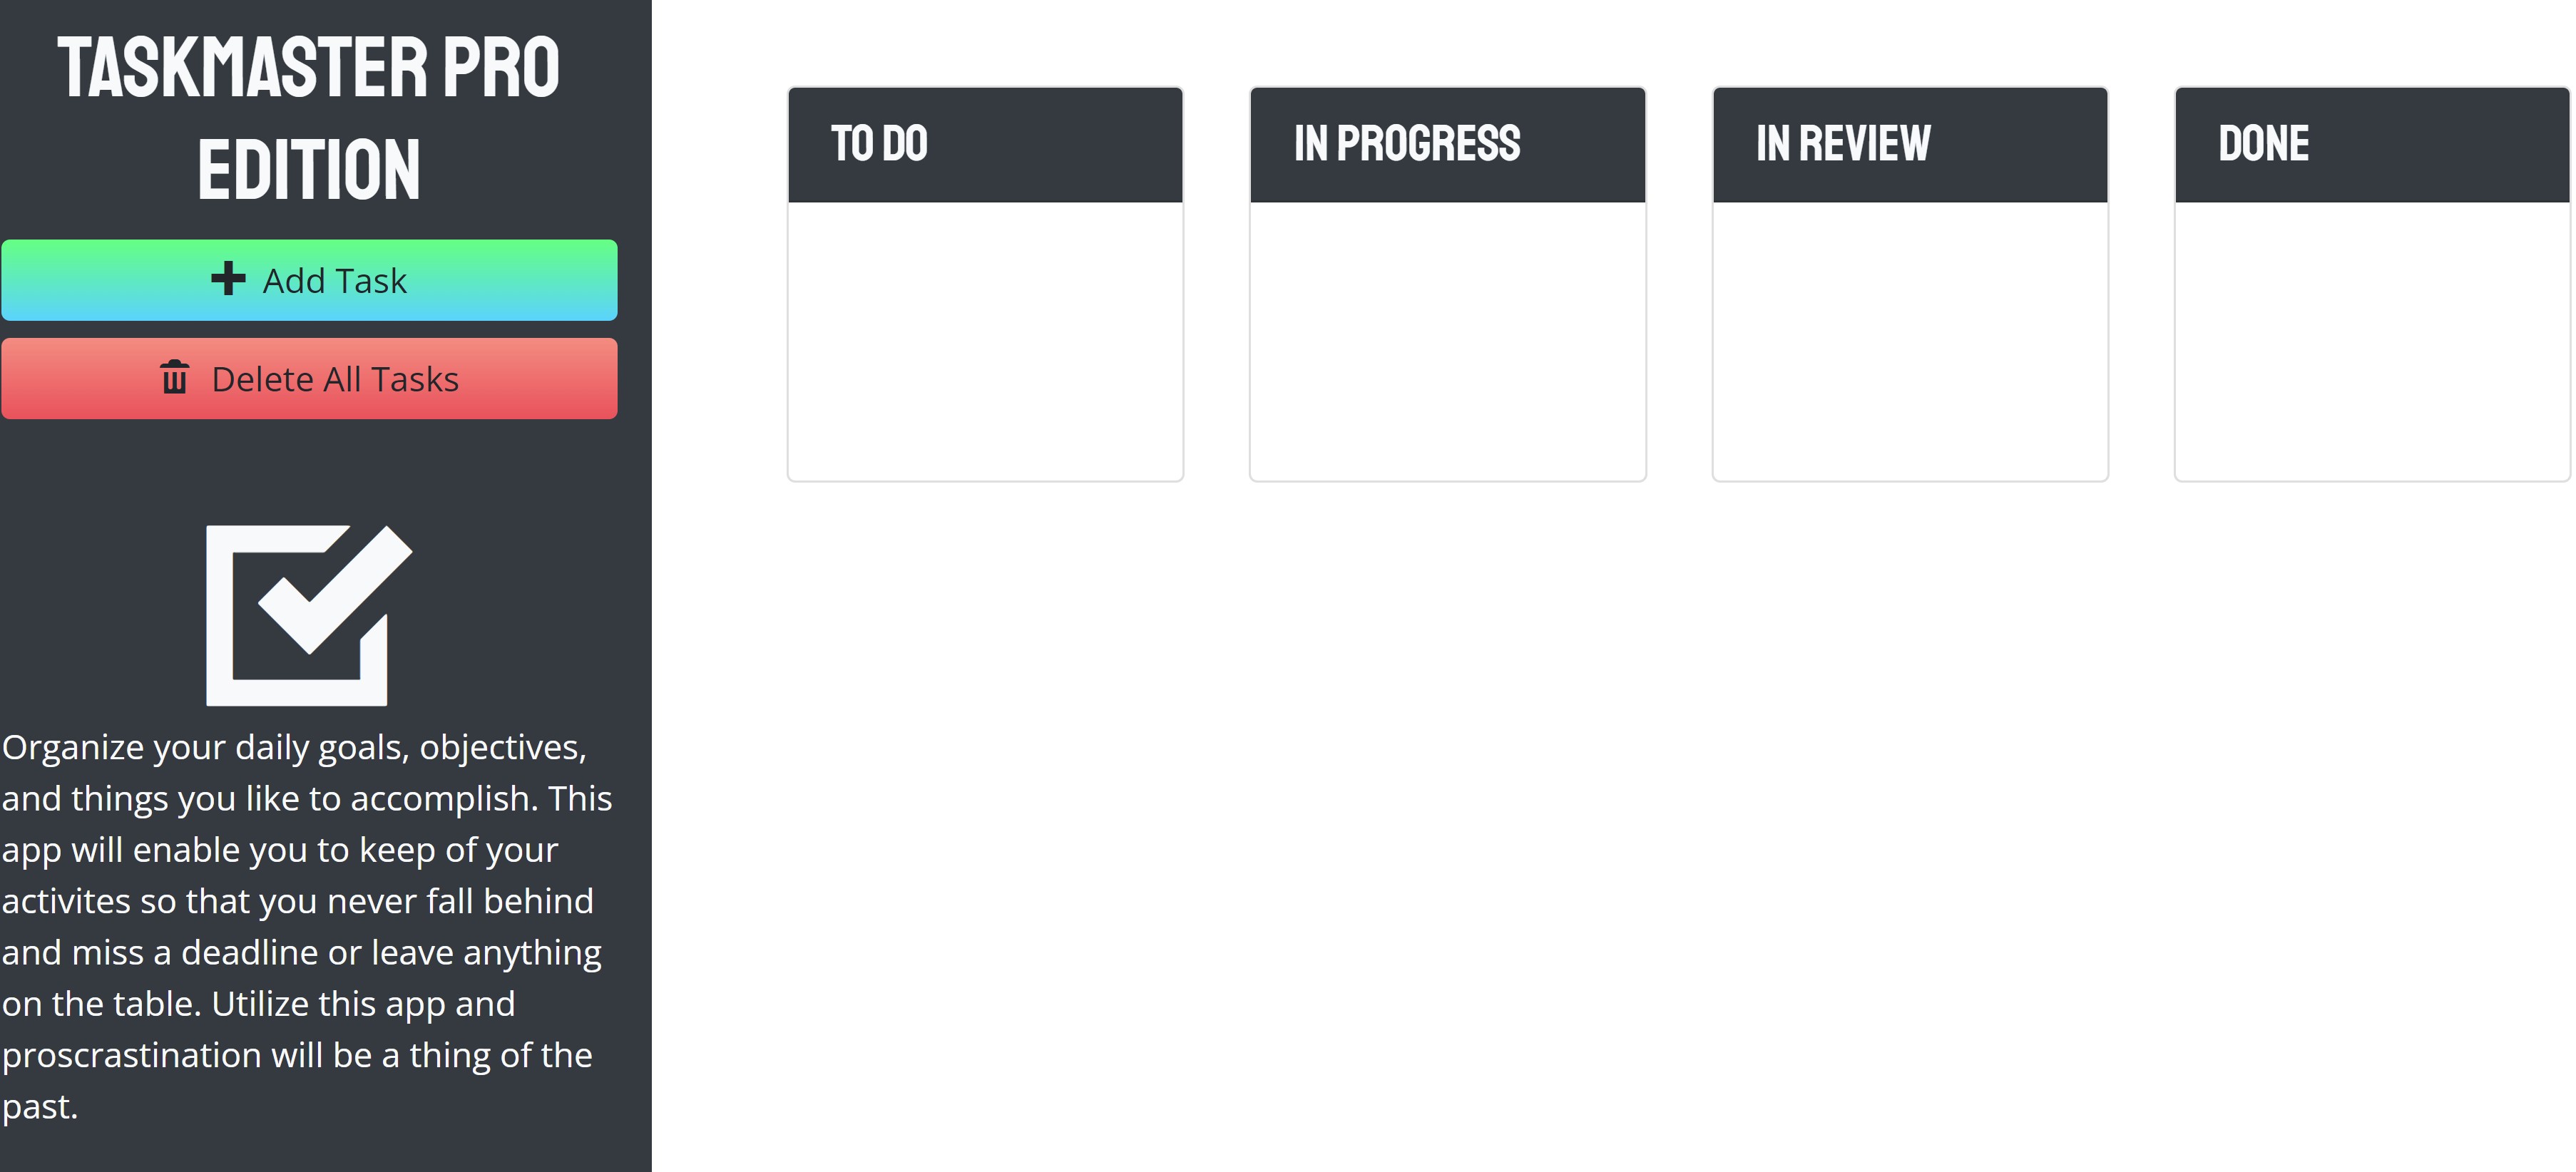 TASKMASTER PRO
EDITION
Add Task
Delete All Tasks
Organize your daily goals, objectives,
and things you like to accomplish. This
app will enable you to keep of your
activites so that you never fall behind
and miss a deadline or leave anything
on the table. Utilize this app and
proscrastination will be a thing of the
past.
TO DO
IN PROGRESS
IN REVIEW
DONE